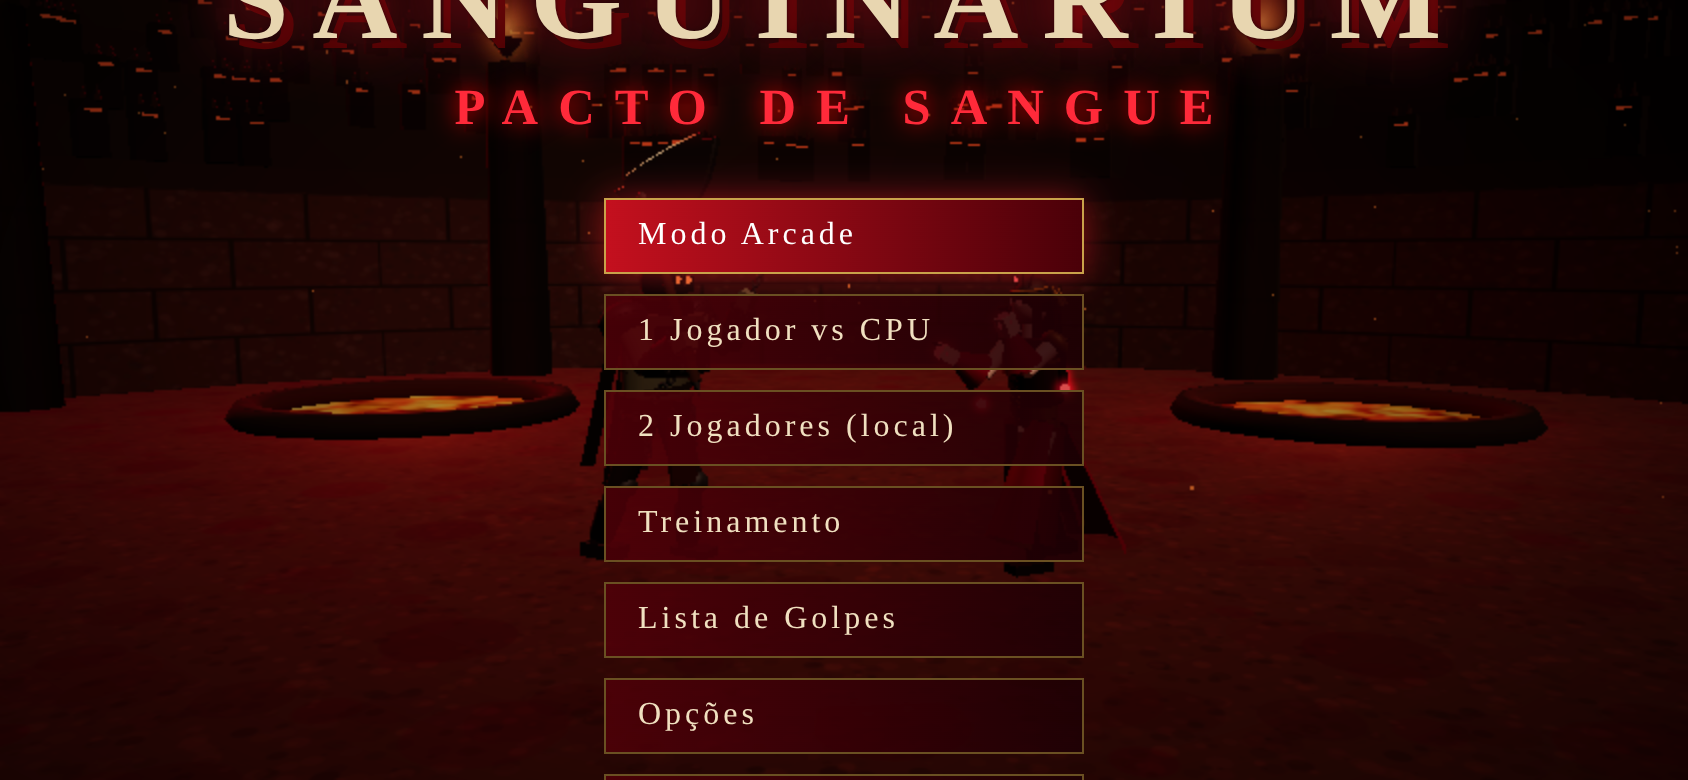 SANGUINARIUM
PACTO DE SANGUE
Modo Arcade
1 Jogador vs CPU
2 Jogadores (local)
Treinamento
Lista de Golpes
Opções